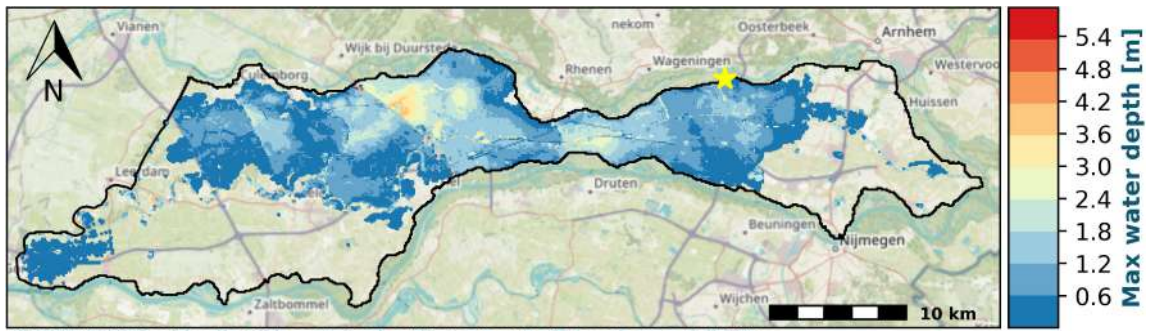 Vianen
nekom
Oosterbeek
Arnhem
Wijk bij Duurstede
Wageningen
Rhenen
Westervoo
N
Culemborg
Huissen
Leerdam
Druten
Beuningen
Nijmegen
Zaltbommel
Wijchen
10 km
5.4
4.8
4.2
3.6
3.0
2.4
1.8
1.2
0.6
Max water depth [m]